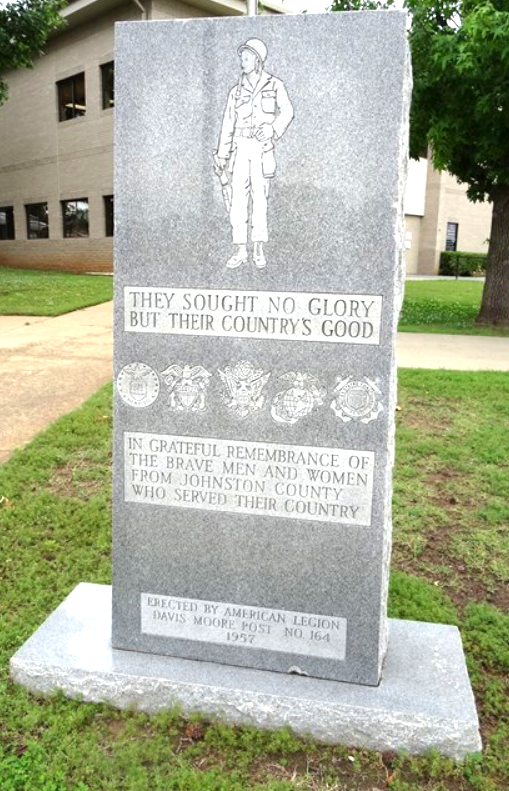 THEY SOUGHT NO GLORY
BUT THEIR COUNTRY'S GOOD
IN GRATEFUL REMEMBRANCE OF
THE BRAVE MEN AND WOMEN
FROM JOHNSTON COUNTY
WHO SERVED THEIR COUNTRY
ERECTED BY AMERICAN LEGION
DAVIS MOORE POST NO. 164
1987